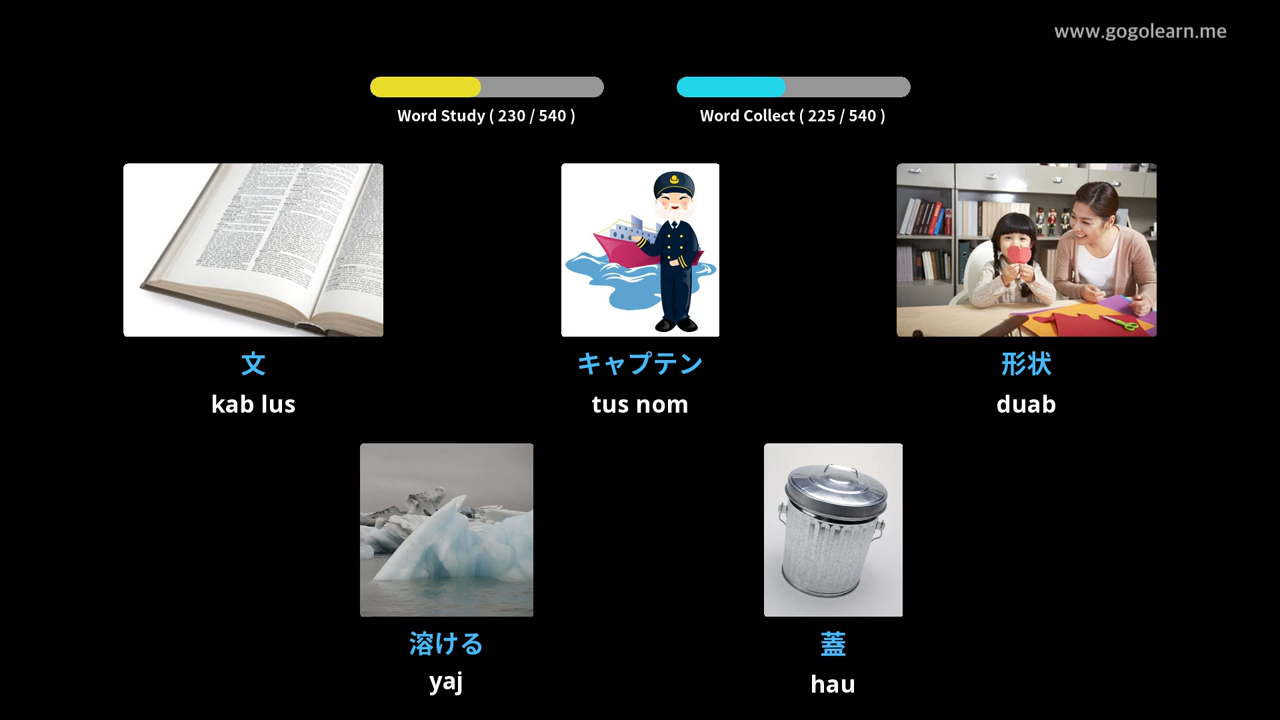 www.gogolearn.me
Word Study ( 230 / 540 )
Word Collect ( 225 / 540 )
文
キャプテン
形状
kab lus
tus nom
duab
溶ける
蓋
yaj
hau